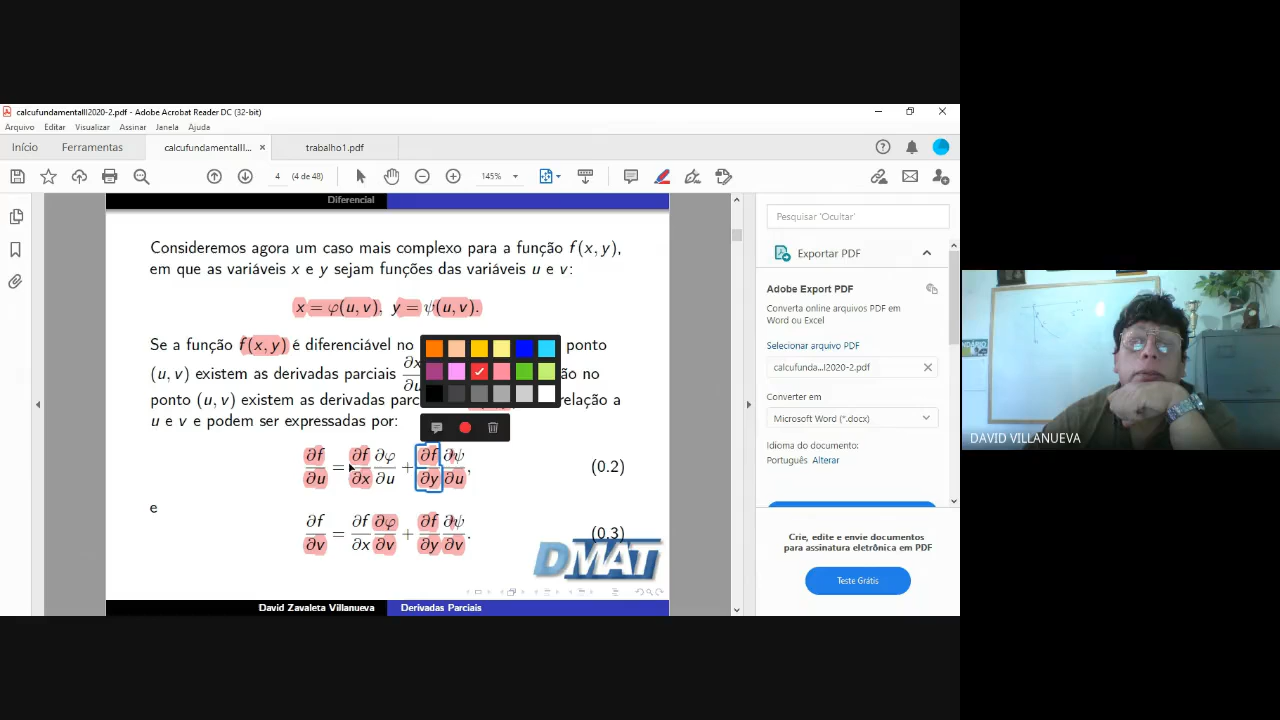 calcufundamentalII2020-2.pdf - Adobe Acrobat Reader DC (32-bit)
Arquivo Editar Visualizar Assinar Janela Ajuda
Início Ferramentas calcufundamentalII... × trabalho1.pdf
4 (4 de 48) 145%
Diferencial
Consideremos agora um caso mais complexo para a função f(x, y),
em que as variáveis x e y sejam funções das variáveis u e v:
x = φ(u, v), y = ψ(u, v).
Se a função f(x, y) é diferenciável no ponto
(u, v) existem as derivadas parciais ∂x/∂u ão no
ponto (u, v) existem as derivadas parc relação a
u e v e podem ser expressadas por:
∂f/∂u = ∂f/∂x ∂φ/∂u + ∂f/∂y ∂ψ/∂u, (0.2)
e
∂f/∂v = ∂f/∂x ∂φ/∂v + ∂f/∂y ∂ψ/∂v. (0.3)
DMAT
David Zavaleta Villanueva Derivadas Parciais
Pesquisar 'Ocultar'
Exportar PDF
Adobe Export PDF
Converta online arquivos PDF em
Word ou Excel
Selecionar arquivo PDF
calcufunda...II2020-2.pdf ×
Converter em
Microsoft Word (*.docx)
Idioma do documento:
Português Alterar
Crie, edite e envie documentos
para assinatura eletrônica em PDF
Teste Grátis
DAVID VILLANUEVA